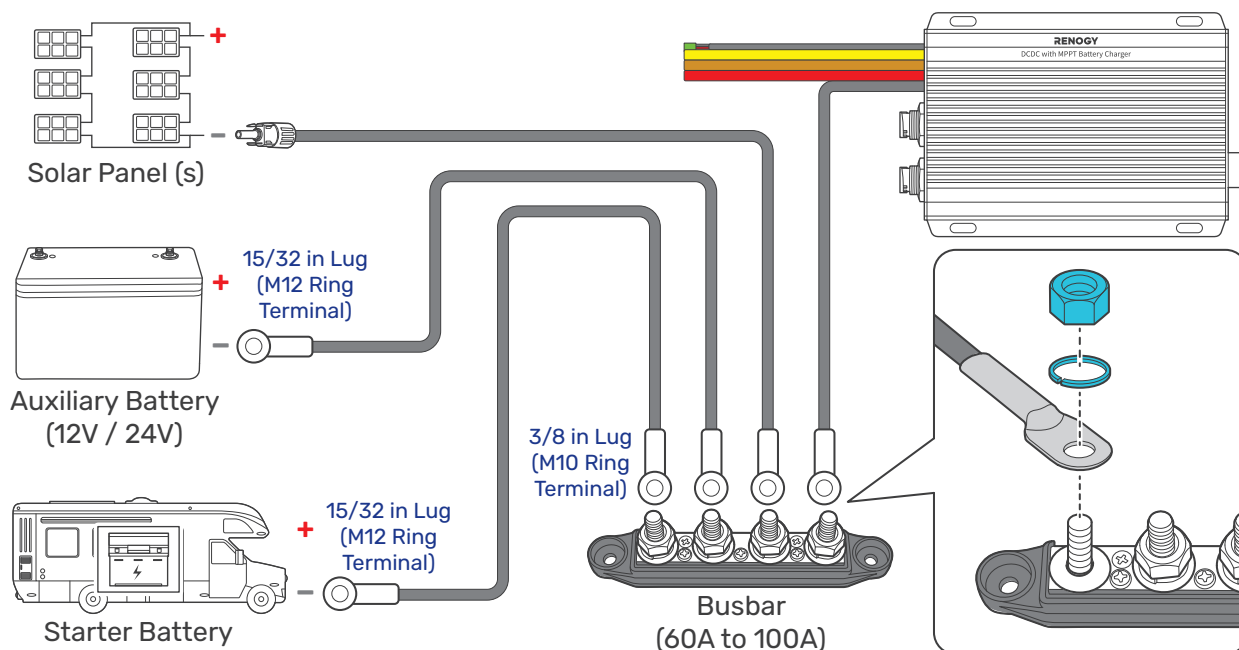 RENOGY
DCDC with MPPT Battery Charger
+
−
Solar Panel (s)
+
15/32 in Lug
(M12 Ring
Terminal)
−
Auxiliary Battery
(12V / 24V)
3/8 in Lug
(M10 Ring
Terminal)
+
15/32 in Lug
(M12 Ring
Terminal)
−
Starter Battery
Busbar
(60A to 100A)